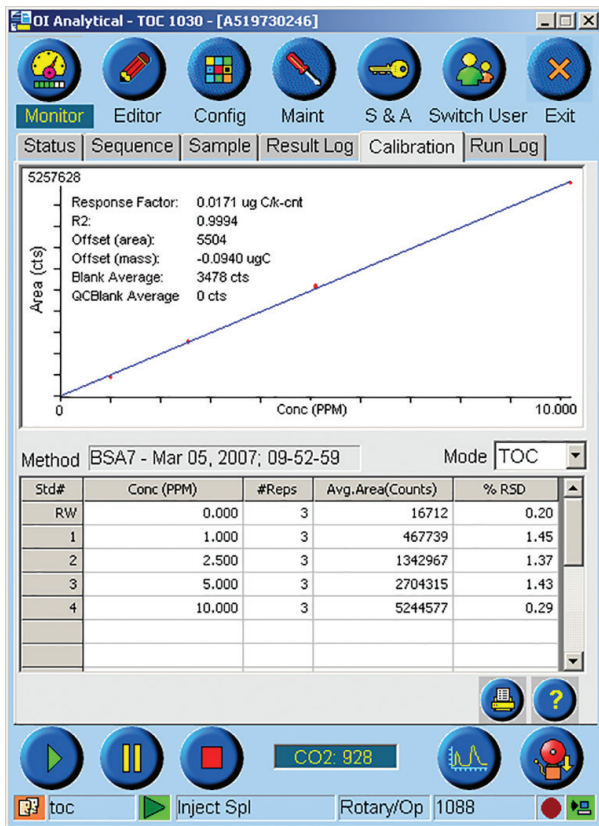 OI Analytical - TOC 1030 - [A519730246]
Monitor Editor Config Maint S & A Switch User Exit
Status Sequence Sample Result Log Calibration Run Log
5257628
Response Factor: 0.0171 ug C/k-cnt
R2: 0.9994
Offset (area): 5504
Offset (mass): -0.0940 ugC
Blank Average: 3478 cts
QCBlank Average 0 cts
Area (cts)
0 Conc (PPM) 10.000
Method BSA7 - Mar 05, 2007; 09-52-59 Mode TOC
Std# Conc (PPM) #Reps Avg.Area(Counts) % RSD
RW 0.000 3 16712 0.20
1 1.000 3 467739 1.45
2 2.500 3 1342967 1.37
3 5.000 3 2704315 1.43
4 10.000 3 5244577 0.29
?
CO2: 928
toc Inject Spl Rotary/Op 1088